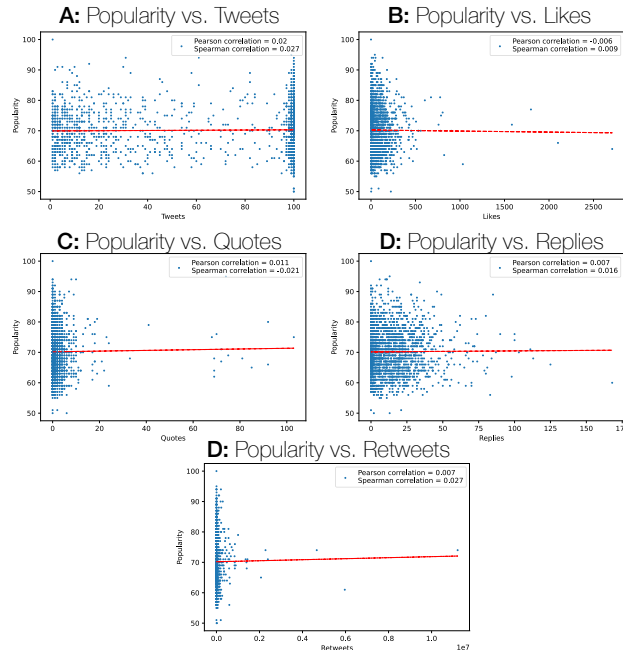 A: Popularity vs. Tweets
Pearson correlation = 0.02
Spearman correlation = 0.027
100
90
80
70
60
50
Popularity
0
20
40
60
80
100
Tweets
B: Popularity vs. Likes
Pearson correlation = -0.006
Spearman correlation = 0.009
100
90
80
70
60
50
Popularity
0
500
1000
1500
2000
2500
Likes
C: Popularity vs. Quotes
Pearson correlation = 0.011
Spearman correlation = -0.021
100
90
80
70
60
50
Popularity
0
20
40
60
80
100
Quotes
D: Popularity vs. Replies
Pearson correlation = 0.007
Spearman correlation = 0.016
100
90
80
70
60
50
Popularity
0
25
50
75
100
125
150
Replies
D: Popularity vs. Retweets
Pearson correlation = 0.007
Spearman correlation = 0.027
100
90
80
70
60
50
Popularity
0.0
0.2
0.4
0.6
0.8
1.0
1e7
Retweets